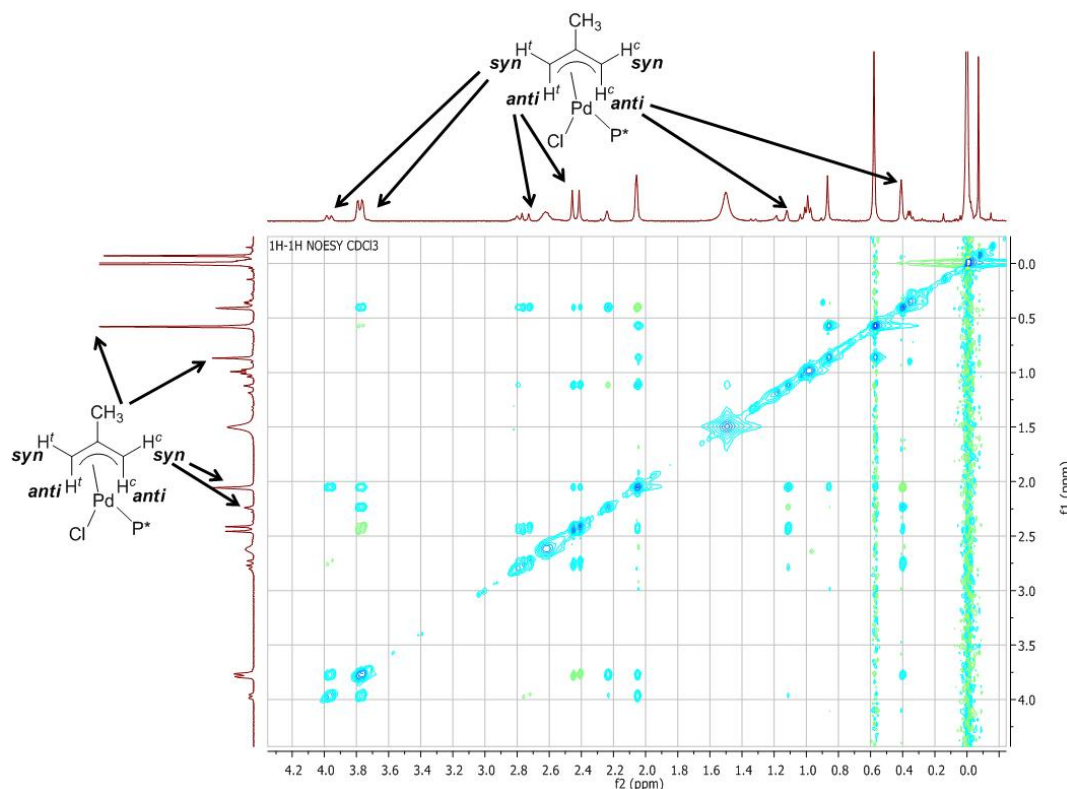 CH3
Ht
Hc
syn
syn
anti
Ht
Hc
anti
Pd
Cl
P*
1H-1H NOESY CDCl3
0.0
0.5
1.0
1.5
2.0
2.5
3.0
3.5
4.0
f1 (ppm)
CH3
Ht
Hc
syn
syn
anti
Ht
Hc
anti
Pd
Cl
P*
4.2 4.0 3.8 3.6 3.4 3.2 3.0 2.8 2.6 2.4 2.2 2.0 1.8 1.6 1.4 1.2 1.0 0.8 0.6 0.4 0.2 0.0
f2 (ppm)